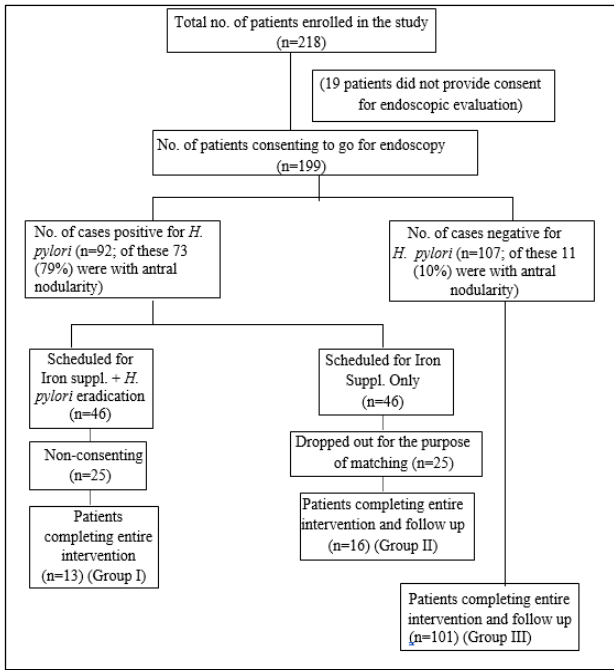 Total no. of patients enrolled in the study
(n=218)
(19 patients did not provide consent
for endoscopic evaluation)
No. of patients consenting to go for endoscopy
(n=199)
No. of cases positive for H.
pylori (n=92; of these 73
(79%) were with antral
nodularity)
No. of cases negative for
H. pylori (n=107; of these 11
(10%) were with antral
nodularity)
Scheduled for
Iron suppl. + H.
pylori eradication
(n=46)
Scheduled for Iron
Suppl. Only
(n=46)
Non-consenting
(n=25)
Dropped out for the purpose
of matching (n=25)
Patients
completing entire
intervention
(n=13) (Group I)
Patients completing entire
intervention and follow up
(n=16) (Group II)
Patients completing entire
intervention and follow up
(n=101) (Group III)